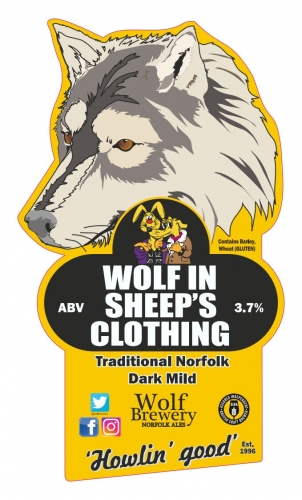 Contains Barley,
Wheat (GLUTEN)
WOLF IN
SHEEP'S
CLOTHING
ABV
3.7%
Traditional Norfolk
Dark Mild
Wolf
Brewery
NORFOLK ALES
'Howlin' good'
Est,
1996